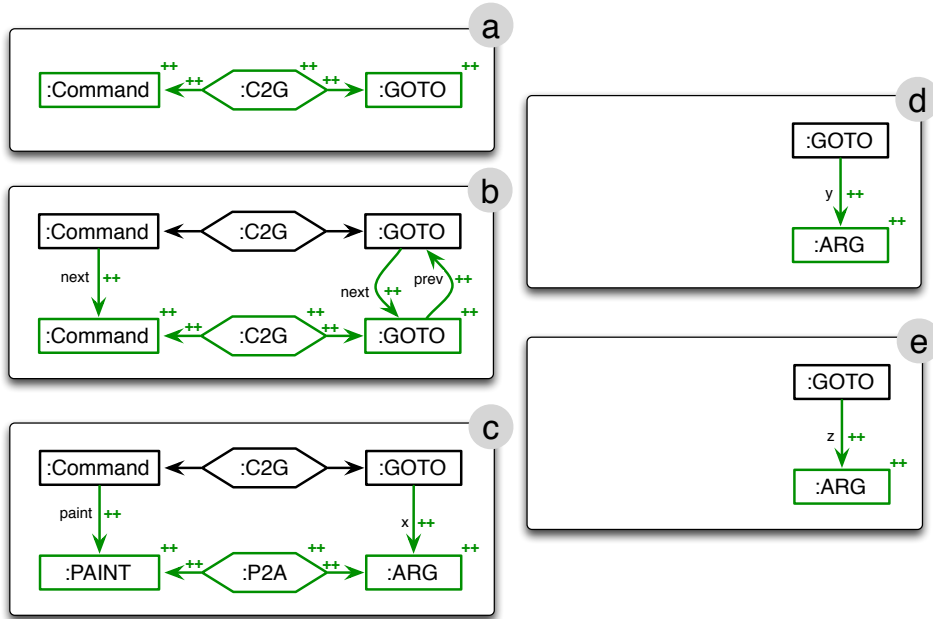 a
++ ++ ++ ++ ++
:Command :C2G :GOTO
b
:Command :C2G :GOTO
next ++ next ++ prev ++
++ ++ ++ ++ ++
:Command :C2G :GOTO
c
:Command :C2G :GOTO
paint ++ x ++
++ ++ ++ ++ ++
:PAINT :P2A :ARG
d
:GOTO
y ++
++
:ARG
e
:GOTO
z ++
++
:ARG